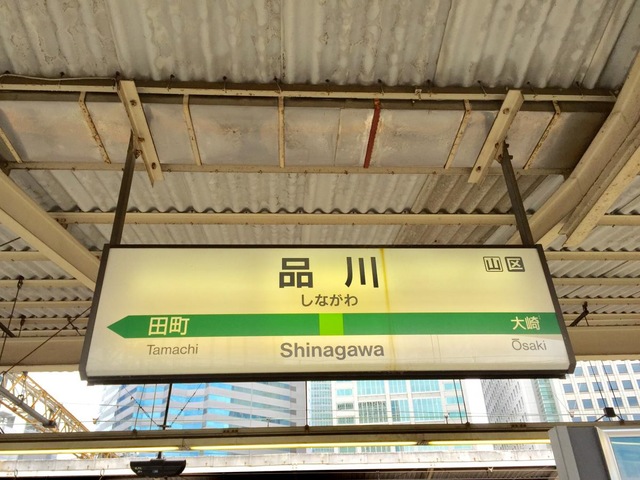 品川
山区
しながわ
田町
大崎
Tamachi
Shinagawa
Ōsaki